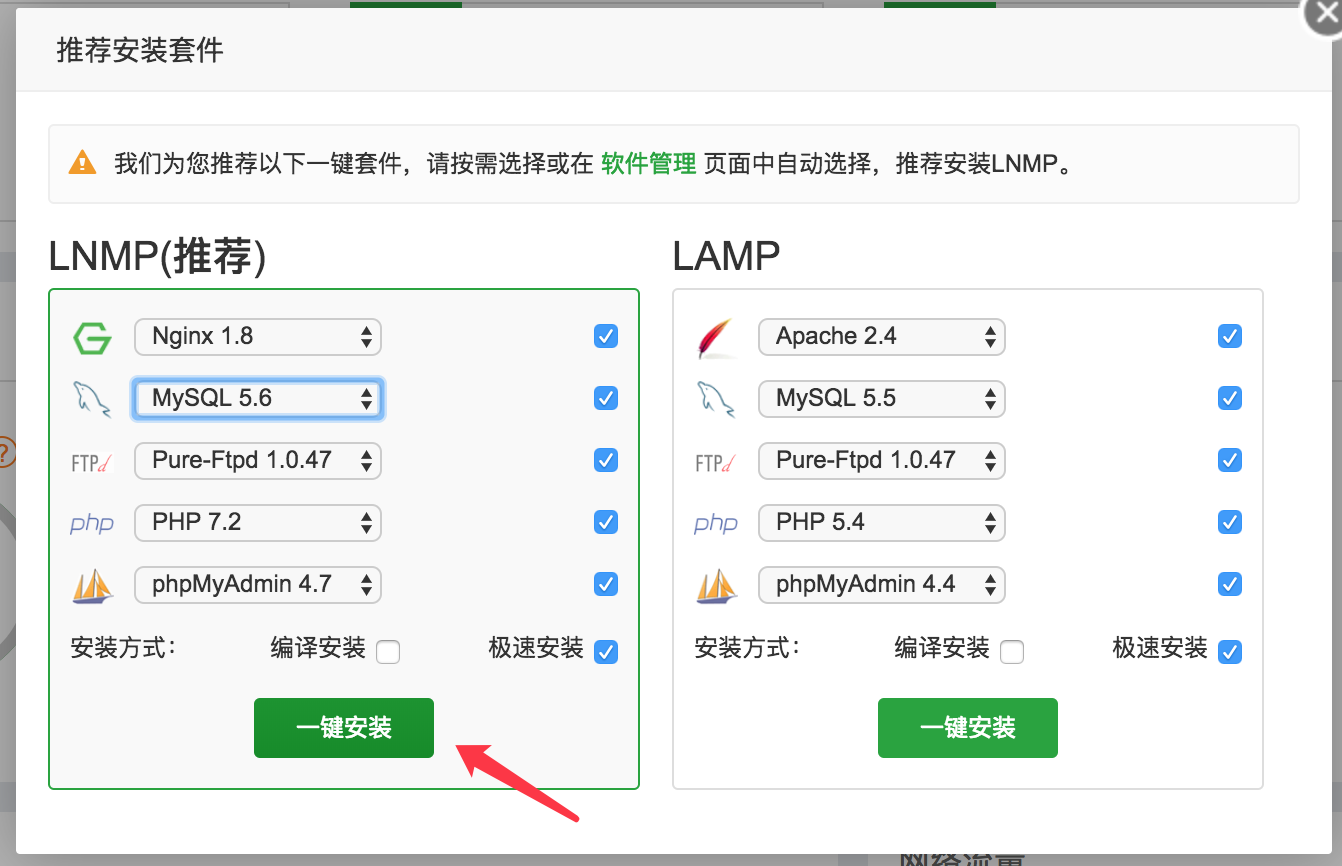 推荐安装套件
我们为您推荐以下一键套件，请按需选择或在 软件管理 页面中自动选择，推荐安装LNMP。
LNMP(推荐)
Nginx 1.8
MySQL 5.6
FTPd
Pure-Ftpd 1.0.47
php
PHP 7.2
phpMyAdmin 4.7
安装方式：
编译安装
极速安装
一键安装
LAMP
Apache 2.4
MySQL 5.5
FTPd
Pure-Ftpd 1.0.47
php
PHP 5.4
phpMyAdmin 4.4
安装方式：
编译安装
极速安装
一键安装
?
网络流量